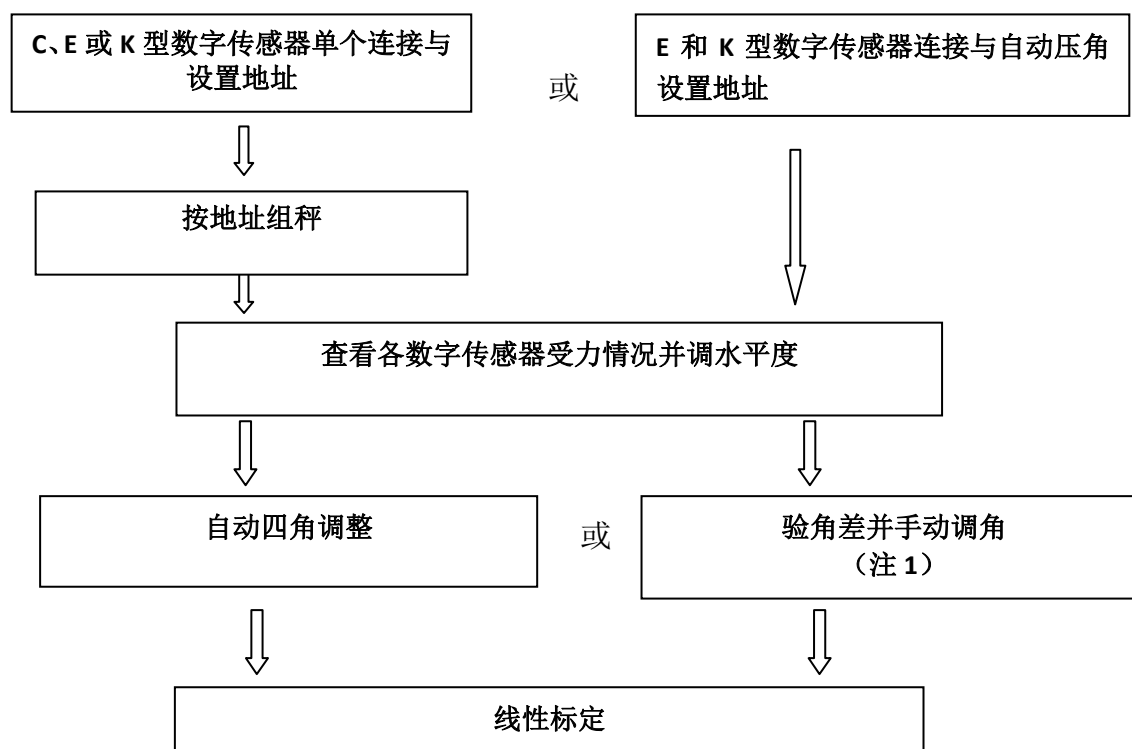 C、E 或 K 型数字传感器单个连接与
设置地址
或
E 和 K 型数字传感器连接与自动压角
设置地址
按地址组秤
查看各数字传感器受力情况并调水平度
自动四角调整
或
验角差并手动调角
（注 1）
线性标定